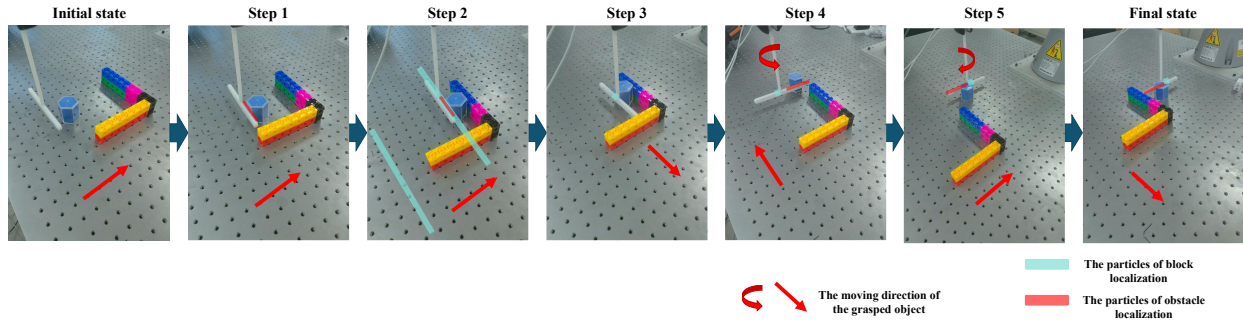 Initial state
Step 1
Step 2
Step 3
Step 4
Step 5
Final state
The moving direction of
the grasped object
The particles of block
localization
The particles of obstacle
localization